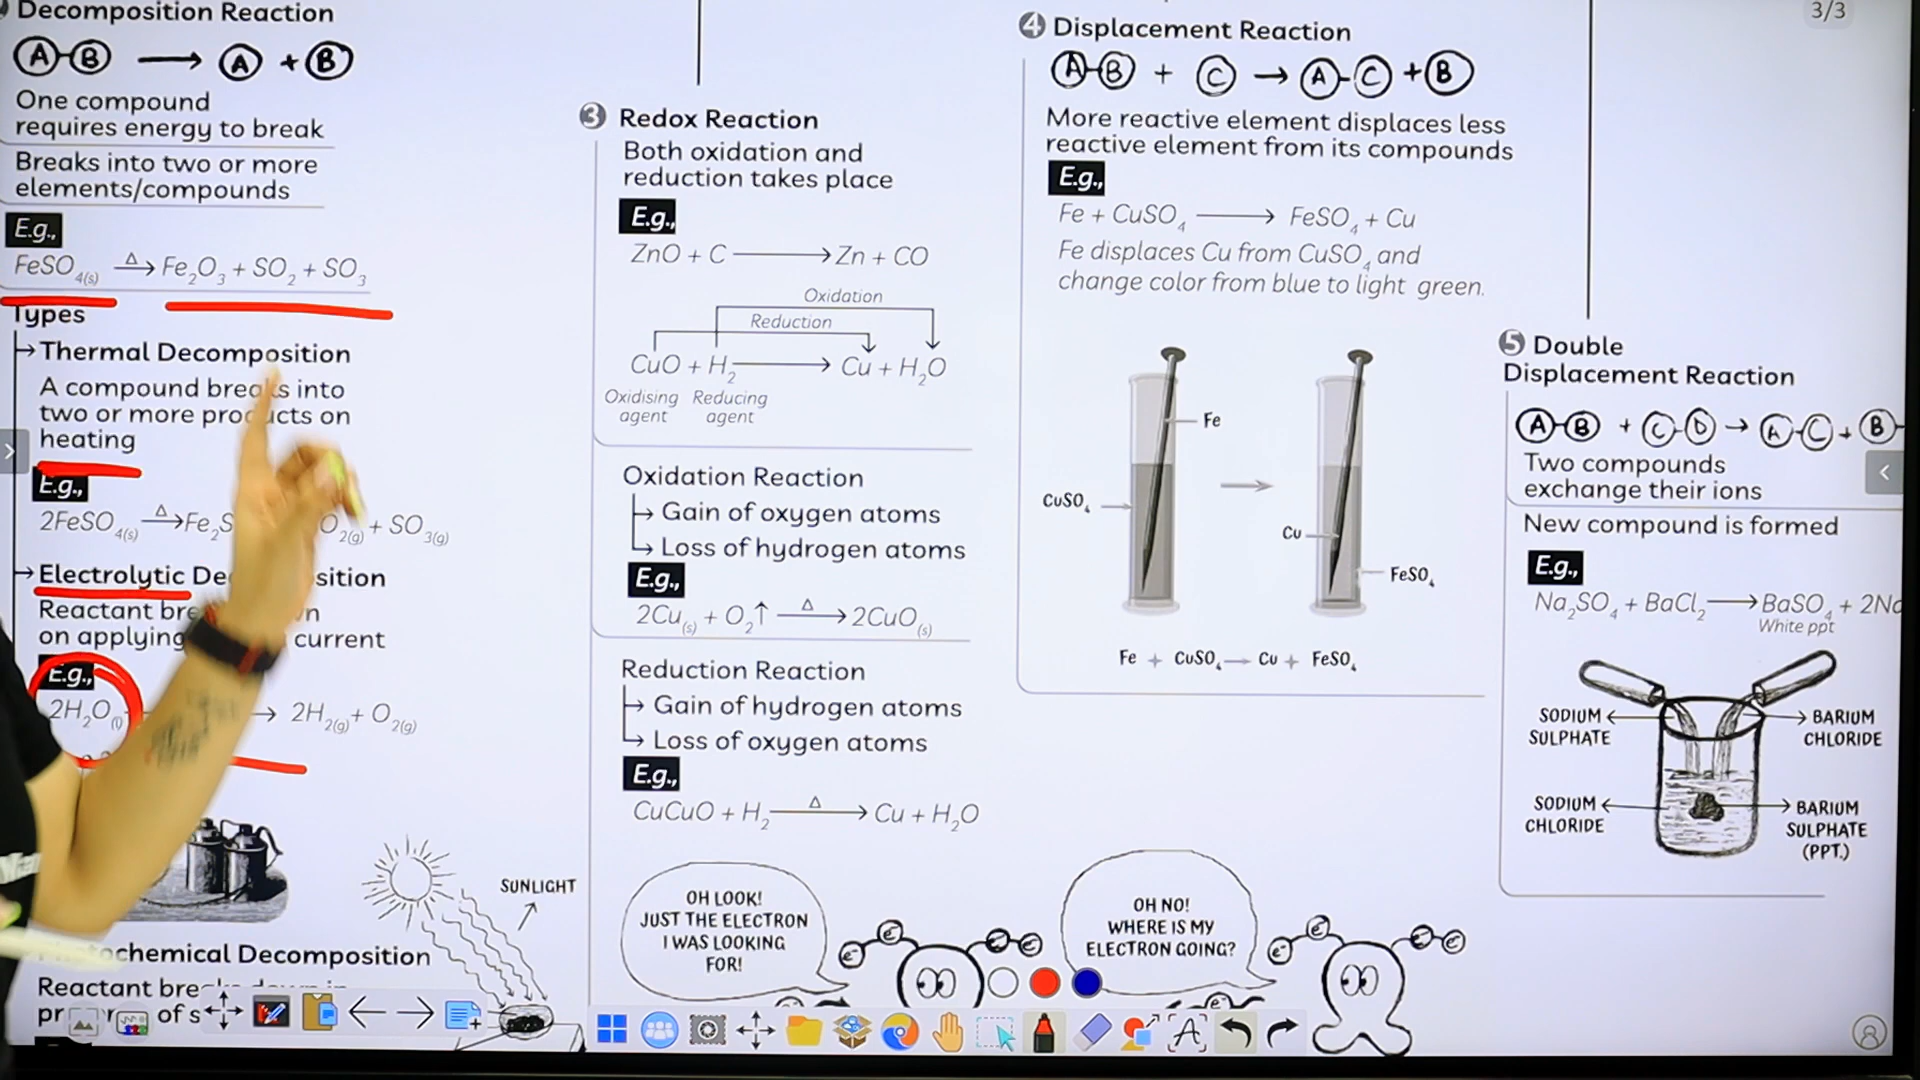 Decomposition Reaction
A B → A + B
One compound
requires energy to break
Breaks into two or more
elements/compounds
E.g.,
FeSO4(s) Δ→ Fe2O3 + SO2 + SO3
Types
Thermal Decomposition
A compound breaks into
two or more products on
heating
E.g.,
2FeSO4(s) Δ→ Fe2S O2(g) + SO3(g)
Electrolytic
on applying current
E.g.,
2H2O(l) → 2H2(g) + O2(g)
SUNLIGHT
Decomposition
Reactant
of
3 Redox Reaction
Both oxidation and
reduction takes place
E.g.,
ZnO + C → Zn + CO
Oxidation
Reduction
CuO + H2 → Cu + H2O
Oxidising Reducing
agent agent
Oxidation Reaction
Gain of oxygen atoms
Loss of hydrogen atoms
E.g.,
2Cu(s) + O2↑ Δ→ 2CuO(s)
Reduction Reaction
Gain of hydrogen atoms
Loss of oxygen atoms
E.g.,
CuCuO + H2 Δ→ Cu + H2O
OH LOOK!
JUST THE ELECTRON
I WAS LOOKING
FOR!
e e e e
4 Displacement Reaction
A B + C → A C + B
More reactive element displaces less
reactive element from its compounds
E.g.,
Fe + CuSO4 → FeSO4 + Cu
Fe displaces Cu from CuSO4 and
change color from blue to light green.
Fe
CuSO4
Cu
FeSO4
Fe + CuSO4 → Cu + FeSO4
OH NO!
WHERE IS MY
ELECTRON GOING?
e e e e
3/3
5 Double
Displacement Reaction
A B + C D → A C + B
Two compounds
exchange their ions
New compound is formed
E.g.,
Na2SO4 + BaCl2 → BaSO4 + 2Na
White ppt
SODIUM
SULPHATE
BARIUM
CHLORIDE
SODIUM
CHLORIDE
BARIUM
SULPHATE
(PPT.)